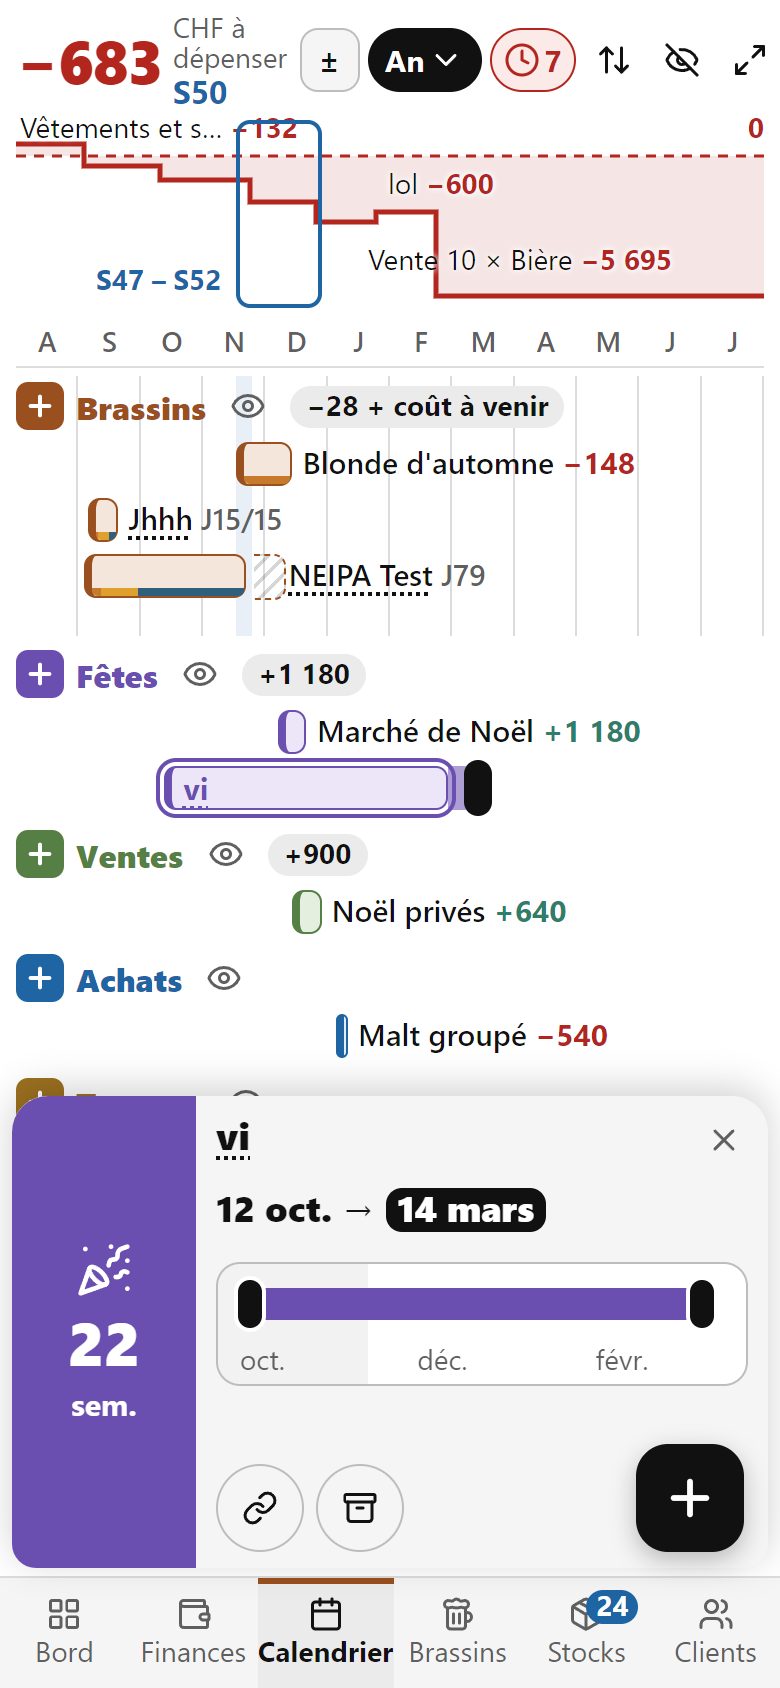 −683
CHF à
dépenser
S50
±
An
7
Vêtements et s... −132
0
lol −600
Vente 10 × Bière −5 695
S47 – S52
A S O N D J F M A M J J
Brassins
−28 + coût à venir
Blonde d'automne −148
Jhhh J15/15
NEIPA Test J79
Fêtes
+1 180
Marché de Noël +1 180
vi
Ventes
+900
Noël privés +640
Achats
Malt groupé −540
vi
12 oct. → 14 mars
oct. déc. févr.
22
sem.
Bord Finances Calendrier Brassins Stocks 24 Clients